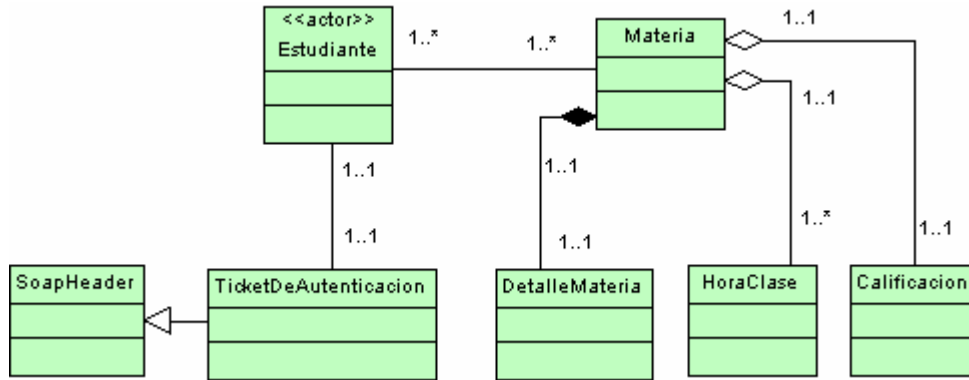 <<actor>>
Estudiante
1..*
1..*
Materia
1..1
1..1
1..1
1..1
1..1
1..1
1..*
1..1
SoapHeader
TicketDeAutenticacion
DetalleMateria
HoraClase
Calificacion